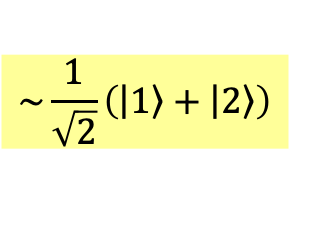 ~ 1/√2 (|1⟩ + |2⟩)